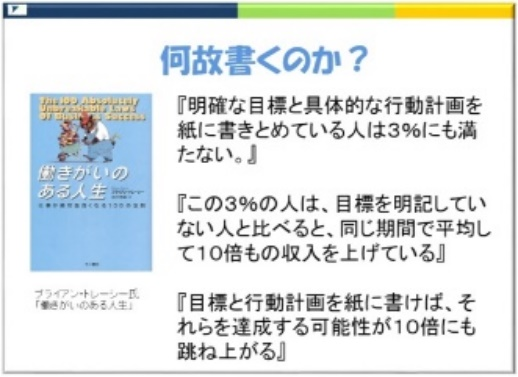 何故書くのか？
『明確な目標と具体的な行動計画を
紙に書きとめている人は３％にも満
たない。』
『この３％の人は、目標を明記してい
ない人と比べると、同じ期間で平均し
て１０倍もの収入を上げている』
『目標と行動計画を紙に書けば、そ
れらを達成する可能性が１０倍にも
跳ね上がる』
The 100 Absolutely
Unbreakable Laws
Of Business Success
働きがいの
ある人生
ブライアン・トレーシー氏
「働きがいのある人生」